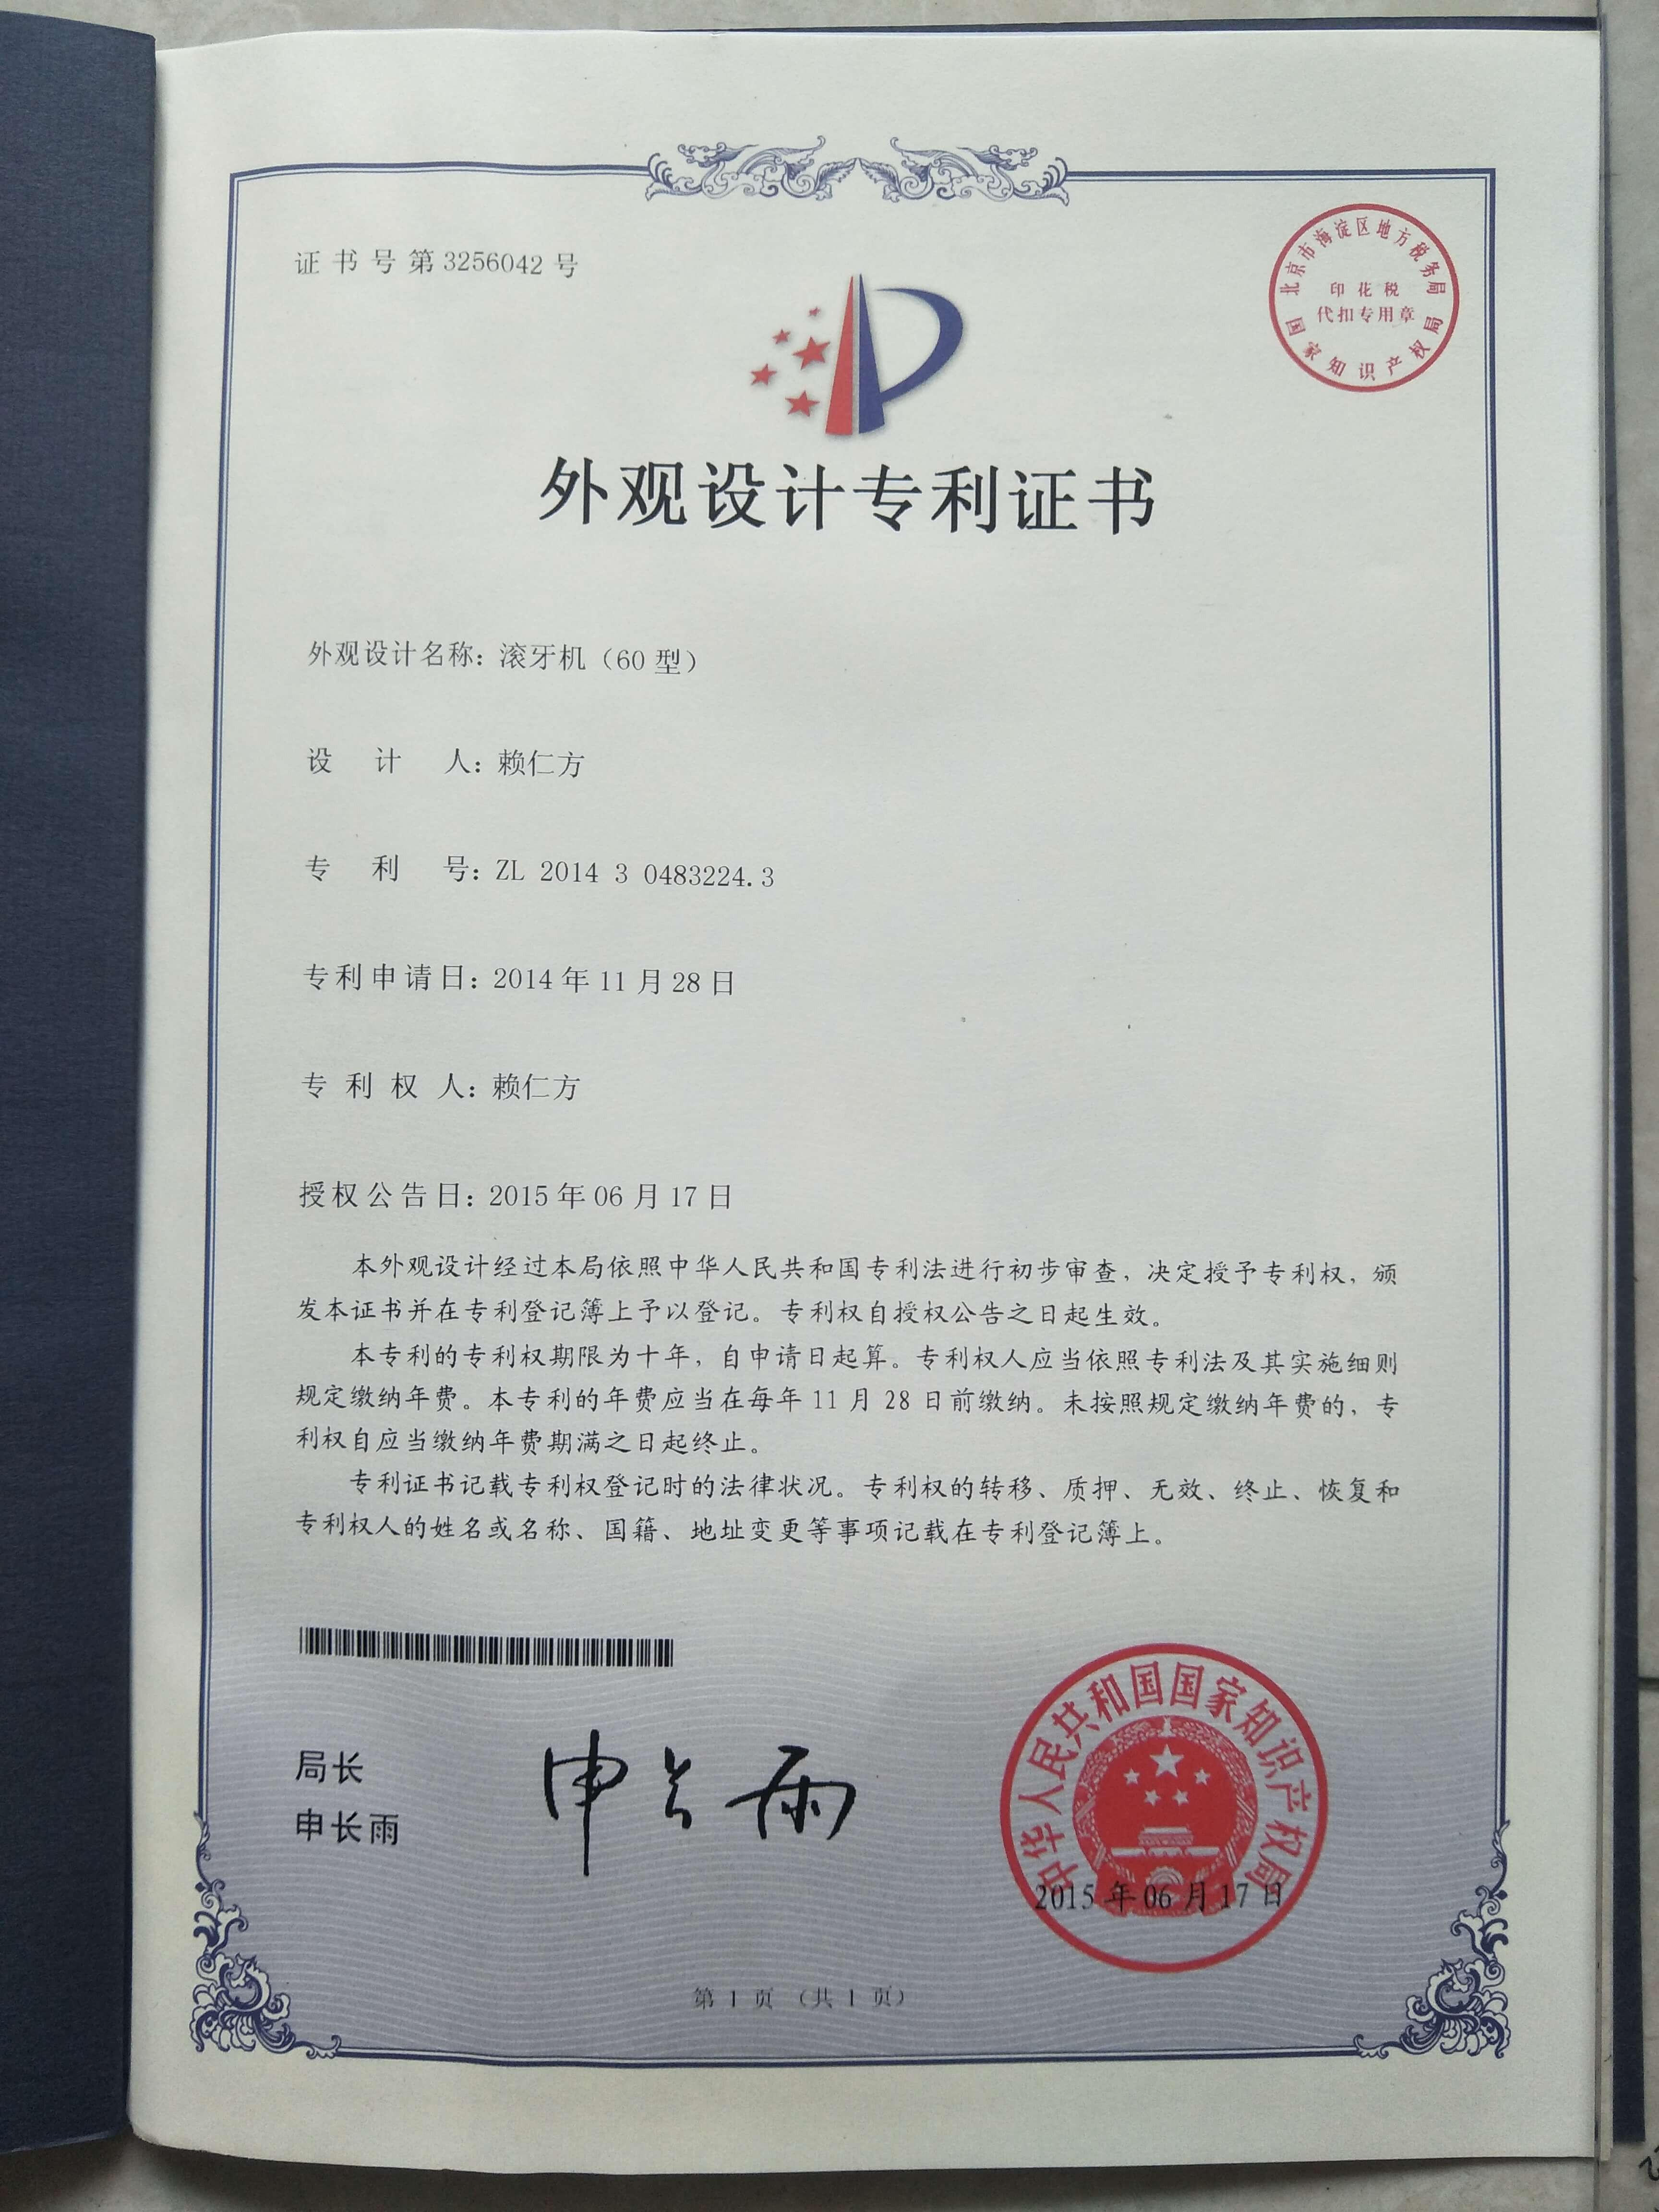 证书号第3256042号
北京市海淀区地方税务局
印花税
代扣专用章
国家知识产权局
外观设计专利证书
外观设计名称：滚牙机（60型）
设计人：赖仁方
专利号：ZL 2014 3 0483224.3
专利申请日：2014年11月28日
专利权人：赖仁方
授权公告日：2015年06月17日
本外观设计经过本局依照中华人民共和国专利法进行初步审查，决定授予专利权，颁
发本证书并在专利登记簿上予以登记。专利权自授权公告之日起生效。
本专利的专利权期限为十年，自申请日起算。专利权人应当依照专利法及其实施细则
规定缴纳年费。本专利的年费应当在每年11月28日前缴纳。未按照规定缴纳年费的，专
利权自应当缴纳年费期满之日起终止。
专利证书记载专利权登记时的法律状况。专利权的转移、质押、无效、终止、恢复和
专利权人的姓名或名称、国籍、地址变更等事项记载在专利登记簿上。
局长
申长雨
申长雨
中华人民共和国国家知识产权局
2015年06月17日
第1页（共1页）